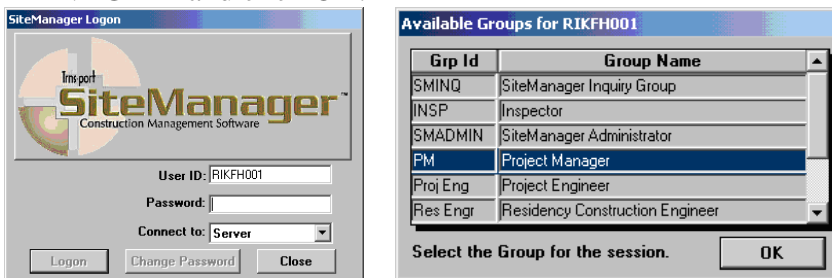 SiteManager Logon
Trns•port
SiteManager™
Construction Management Software
User ID: RIKFH001
Password:
Connect to: Server
Logon Change Password Close
Available Groups for RIKFH001
Grp Id Group Name
SMINQ SiteManager Inquiry Group
INSP Inspector
SMADMIN SiteManager Administrator
PM Project Manager
Proj Eng Project Engineer
Res Engr Residency Construction Engineer
Select the Group for the session. OK